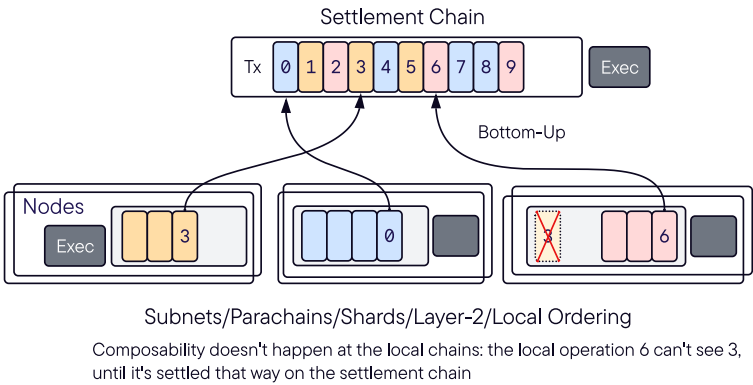 Settlement Chain
Tx 0 1 2 3 4 5 6 7 8 9 Exec
Bottom-Up
Nodes
Exec 3
0
3 6
Subnets/Parachains/Shards/Layer-2/Local Ordering
Composability doesn't happen at the local chains: the local operation 6 can't see 3,
until it's settled that way on the settlement chain